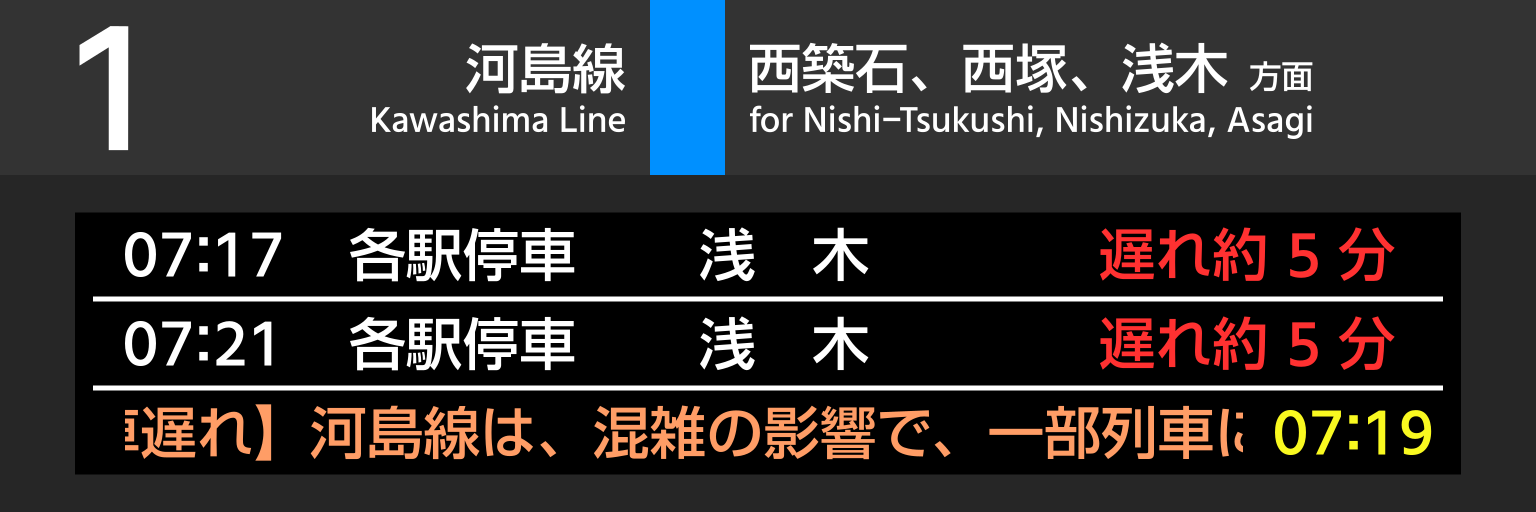 1
河島線
Kawashima Line
西築石、西塚、浅木 方面
for Nishi-Tsukushi, Nishizuka, Asagi
07:17 各駅停車 浅 木 遅れ約 5 分
07:21 各駅停車 浅 木 遅れ約 5 分
車遅れ】河島線は、混雑の影響で、一部列車に 07:19